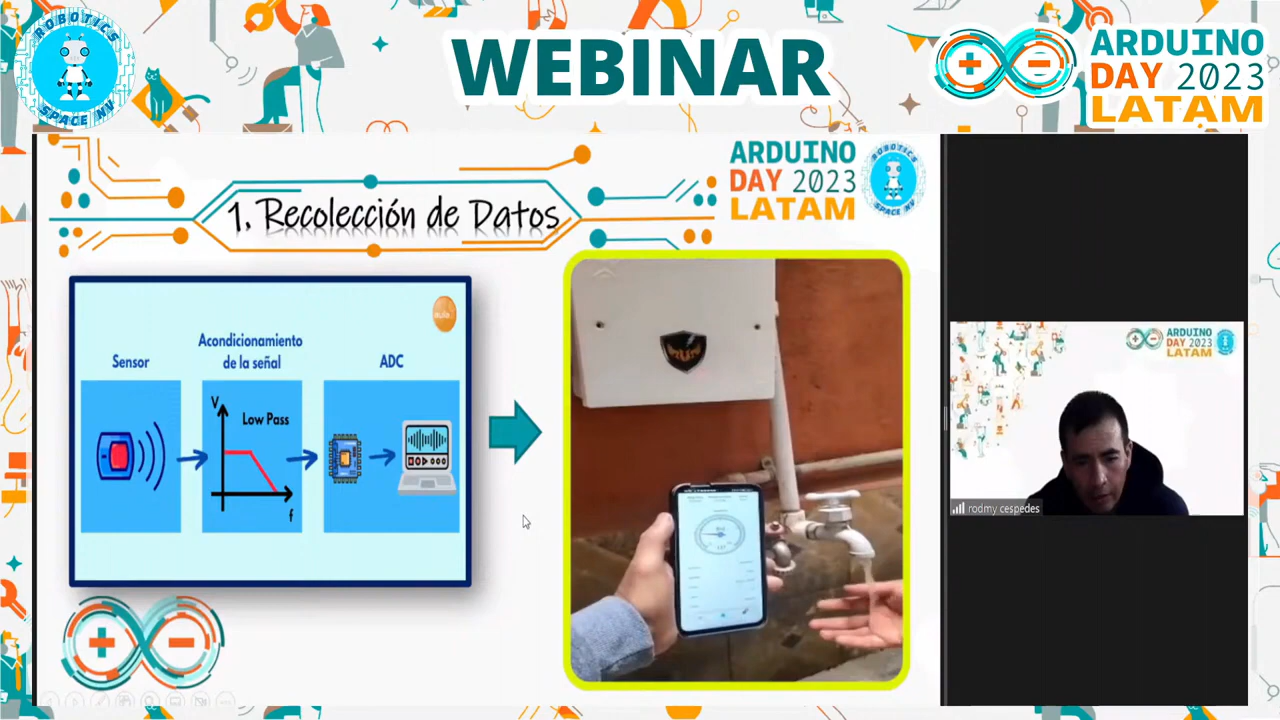 ROBOTICS
SPACE NV
WEBINAR
ARDUINO
DAY 2023
LATAM
ARDUINO
DAY 2023
LATAM
ROBOTICS
SPACE NV
1. Recolección de Datos
aula
Sensor
Acondicionamiento
de la señal
ADC
V
Low Pass
f
ARDUINO
DAY 2023
LATAM
rodmy cespedes